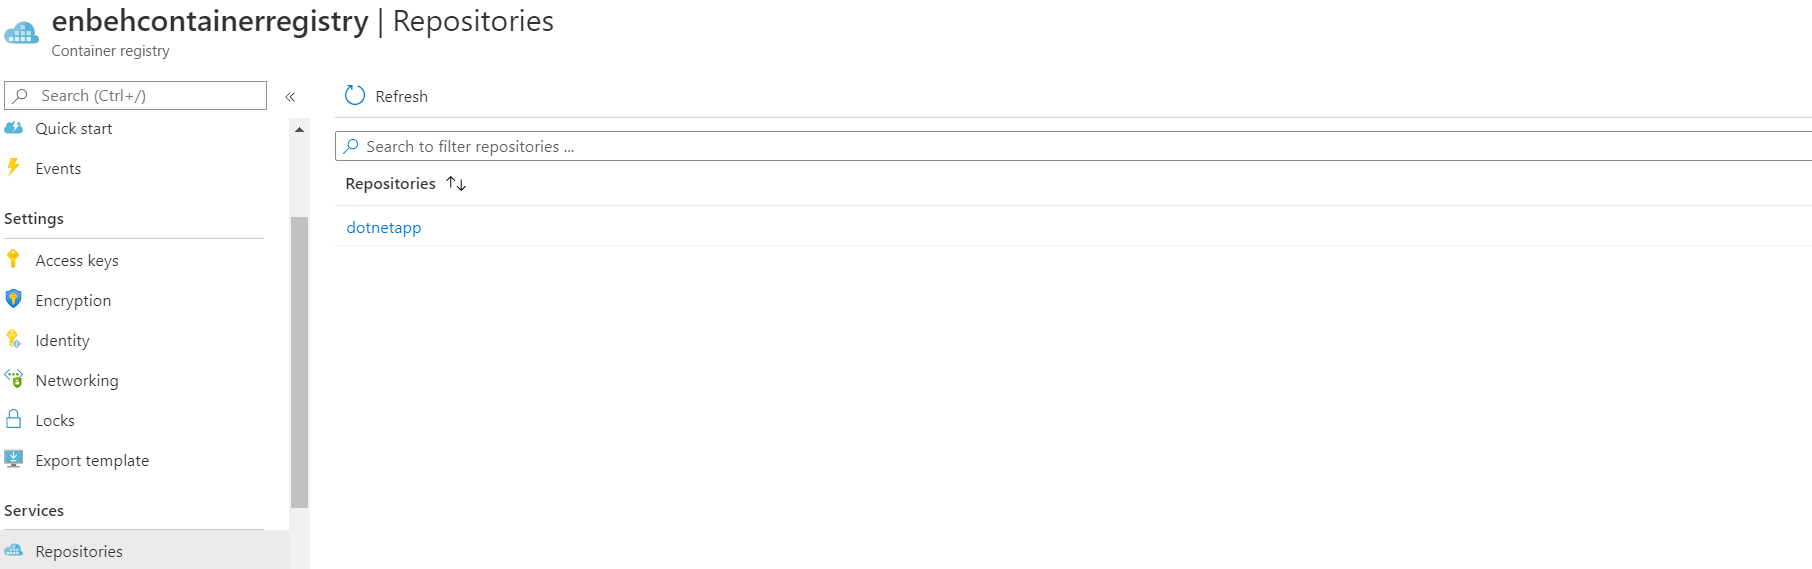 enbehcontainerregistry | Repositories
Container registry
Search (Ctrl+/)
«
Quick start
Events
Settings
Access keys
Encryption
Identity
Networking
Locks
Export template
Services
Repositories
Refresh
Search to filter repositories ...
Repositories ↑↓
dotnetapp